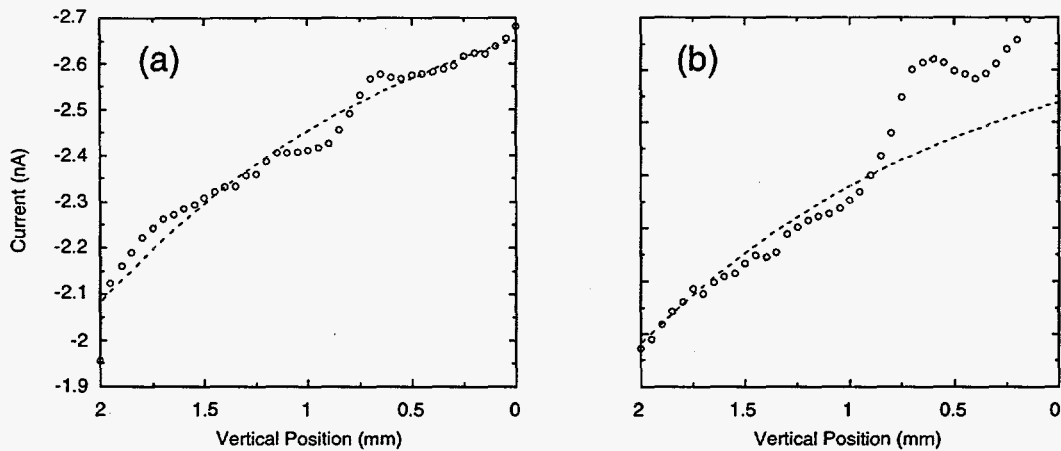 -2.7
-2.6
-2.5
-2.4
-2.3
-2.2
-2.1
-2
-1.9
Current (nA)
(a)
2 1.5 1 0.5 0
Vertical Position (mm)
(b)
2 1.5 1 0.5 0
Vertical Position (mm)